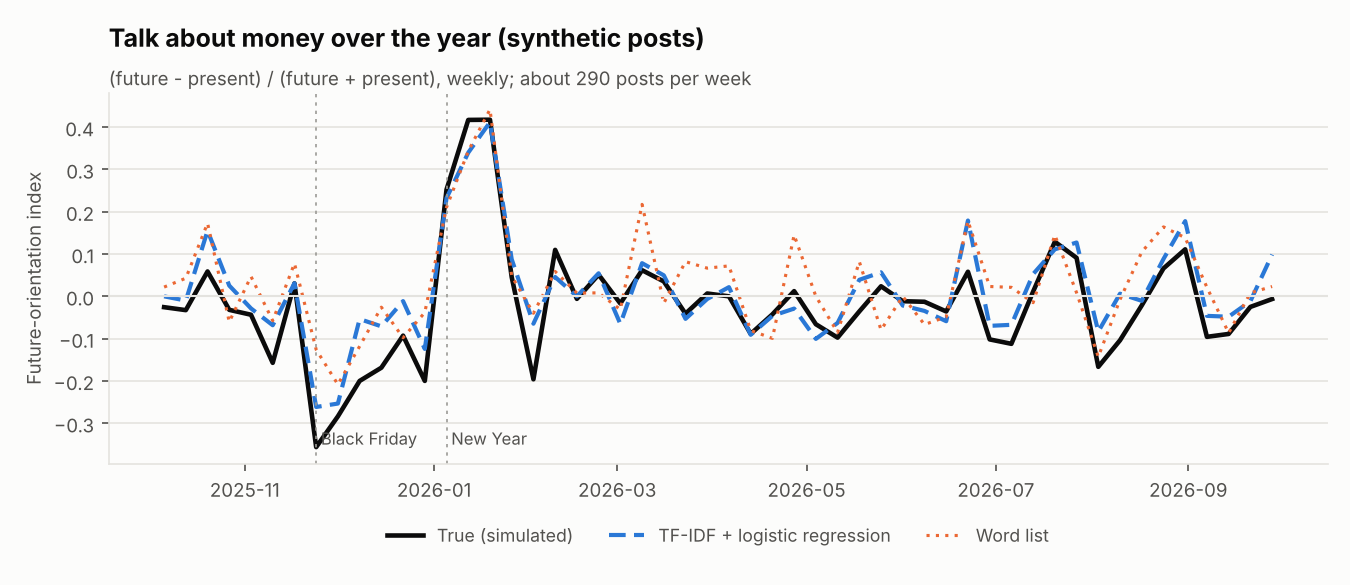 Talk about money over the year (synthetic posts)
(future - present) / (future + present), weekly; about 290 posts per week
Future-orientation index
0.4
0.3
0.2
0.1
0.0
−0.1
−0.2
−0.3
Black Friday
New Year
2025-11
2026-01
2026-03
2026-05
2026-07
2026-09
True (simulated)
TF-IDF + logistic regression
Word list